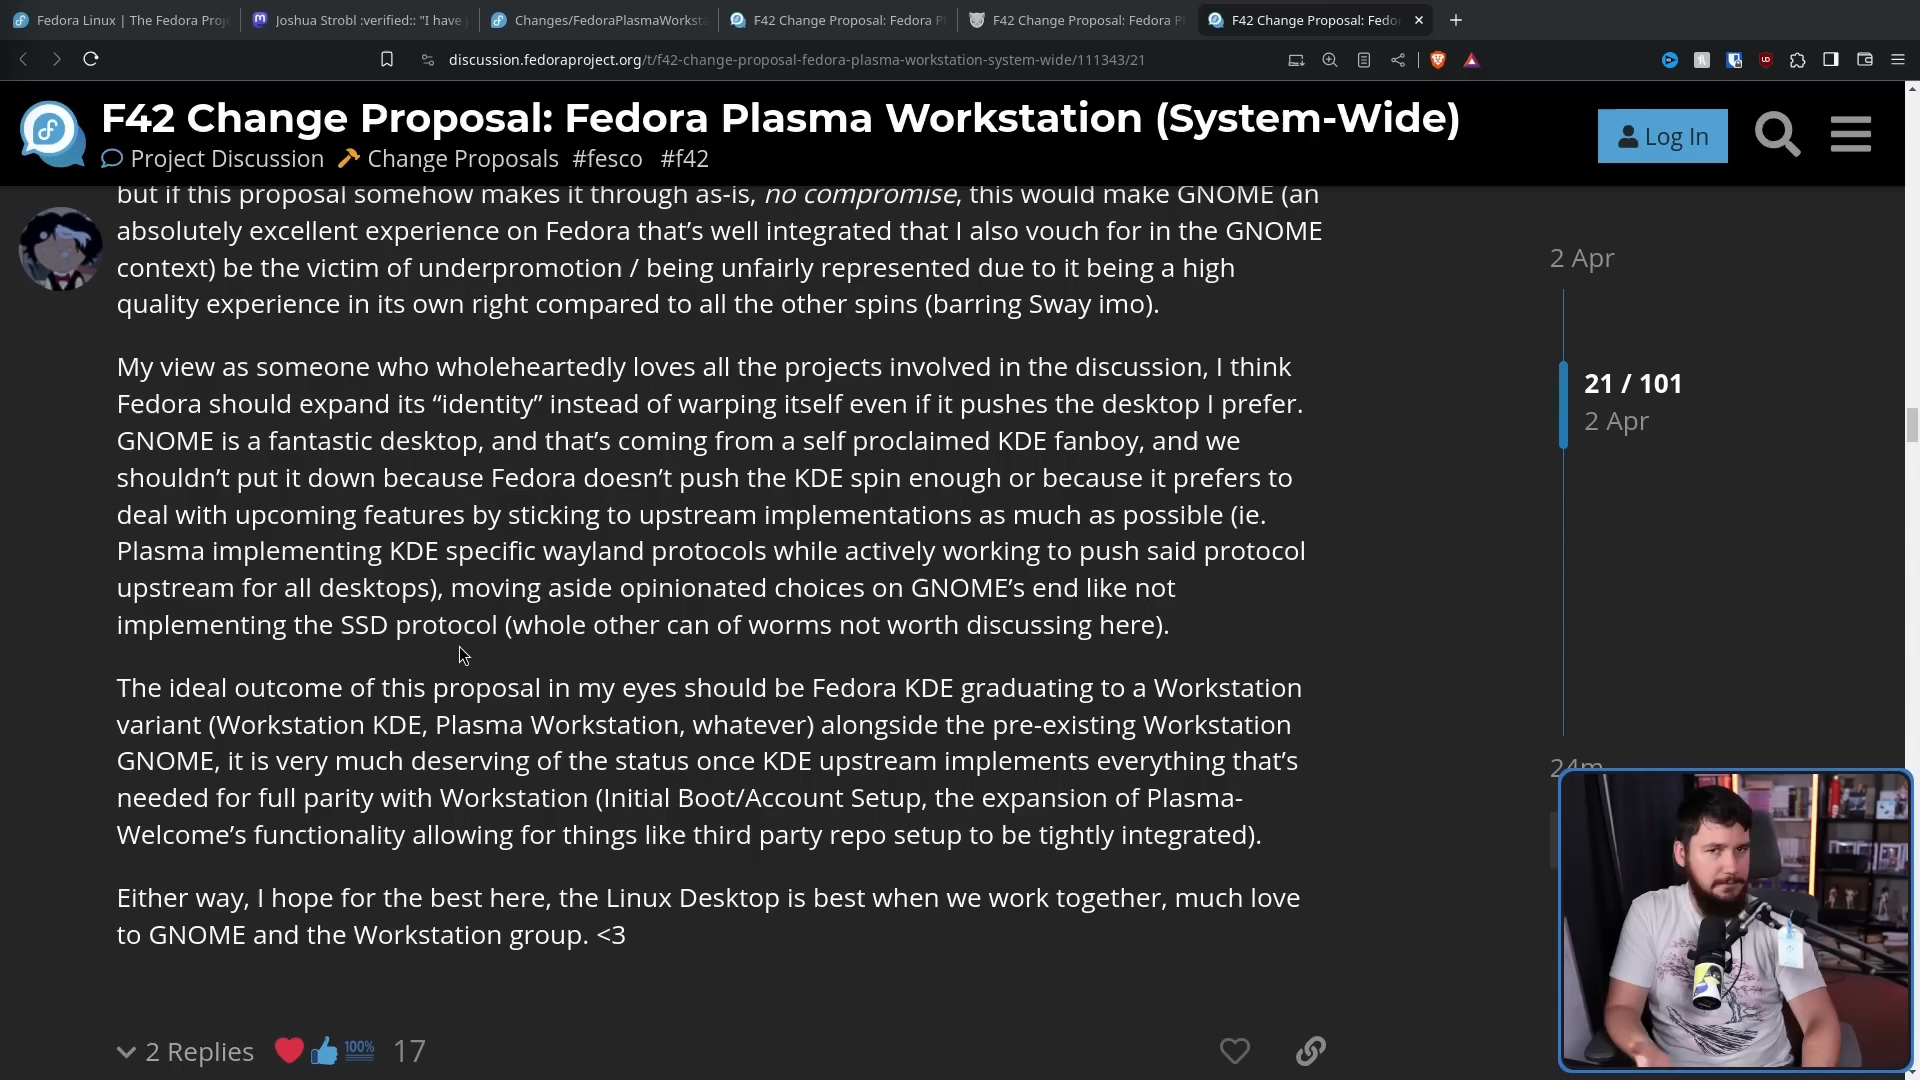 Fedora Linux | The Fedora Proj
Joshua Strobl :verified:: "I have
Changes/FedoraPlasmaWorksta
F42 Change Proposal: Fedora Pl
F42 Change Proposal: Fedora P
F42 Change Proposal: Fedo
discussion.fedoraproject.org/t/f42-change-proposal-fedora-plasma-workstation-system-wide/111343/21
F42 Change Proposal: Fedora Plasma Workstation (System-Wide)
Project Discussion Change Proposals #fesco #f42
Log In
but if this proposal somehow makes it through as-is, no compromise, this would make GNOME (an
absolutely excellent experience on Fedora that’s well integrated that I also vouch for in the GNOME
context) be the victim of underpromotion / being unfairly represented due to it being a high
quality experience in its own right compared to all the other spins (barring Sway imo).
My view as someone who wholeheartedly loves all the projects involved in the discussion, I think
Fedora should expand its “identity” instead of warping itself even if it pushes the desktop I prefer.
GNOME is a fantastic desktop, and that’s coming from a self proclaimed KDE fanboy, and we
shouldn’t put it down because Fedora doesn’t push the KDE spin enough or because it prefers to
deal with upcoming features by sticking to upstream implementations as much as possible (ie.
Plasma implementing KDE specific wayland protocols while actively working to push said protocol
upstream for all desktops), moving aside opinionated choices on GNOME’s end like not
implementing the SSD protocol (whole other can of worms not worth discussing here).
The ideal outcome of this proposal in my eyes should be Fedora KDE graduating to a Workstation
variant (Workstation KDE, Plasma Workstation, whatever) alongside the pre-existing Workstation
GNOME, it is very much deserving of the status once KDE upstream implements everything that’s
needed for full parity with Workstation (Initial Boot/Account Setup, the expansion of Plasma-
Welcome’s functionality allowing for things like third party repo setup to be tightly integrated).
Either way, I hope for the best here, the Linux Desktop is best when we work together, much love
to GNOME and the Workstation group. <3
2 Replies
100%
17
2 Apr
21 / 101
2 Apr
24m